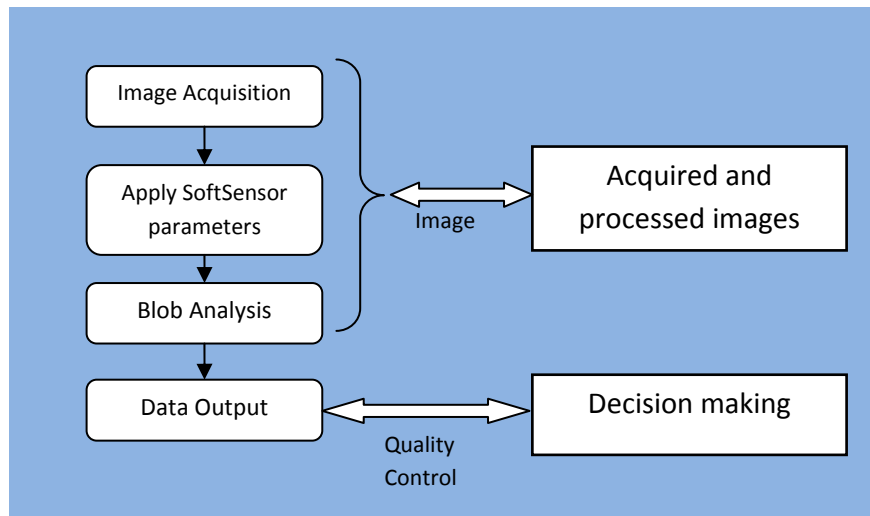 Image Acquisition
Apply SoftSensor
parameters
Blob Analysis
Data Output
Image
Acquired and
processed images
Quality
Control
Decision making